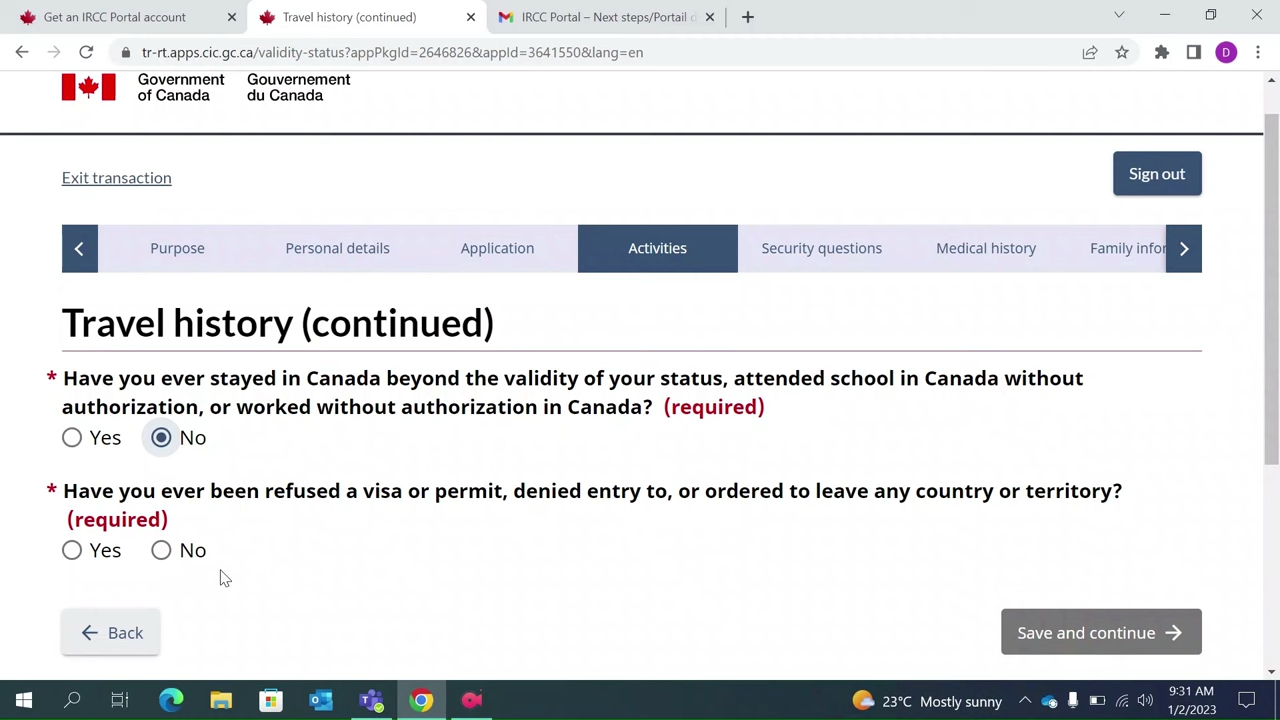 Get an IRCC Portal account
Travel history (continued)
IRCC Portal – Next steps/Portail d
tr-rt.apps.cic.gc.ca/validity-status?appPkgId=2646826&appId=3641550&lang=en
D
Government of Canada
Gouvernement du Canada
Exit transaction
Sign out
Purpose
Personal details
Application
Activities
Security questions
Medical history
Family infor
Travel history (continued)
* Have you ever stayed in Canada beyond the validity of your status, attended school in Canada without
authorization, or worked without authorization in Canada? (required)
Yes No
* Have you ever been refused a visa or permit, denied entry to, or ordered to leave any country or territory?
(required)
Yes No
Back
Save and continue
23°C Mostly sunny
9:31 AM
1/2/2023